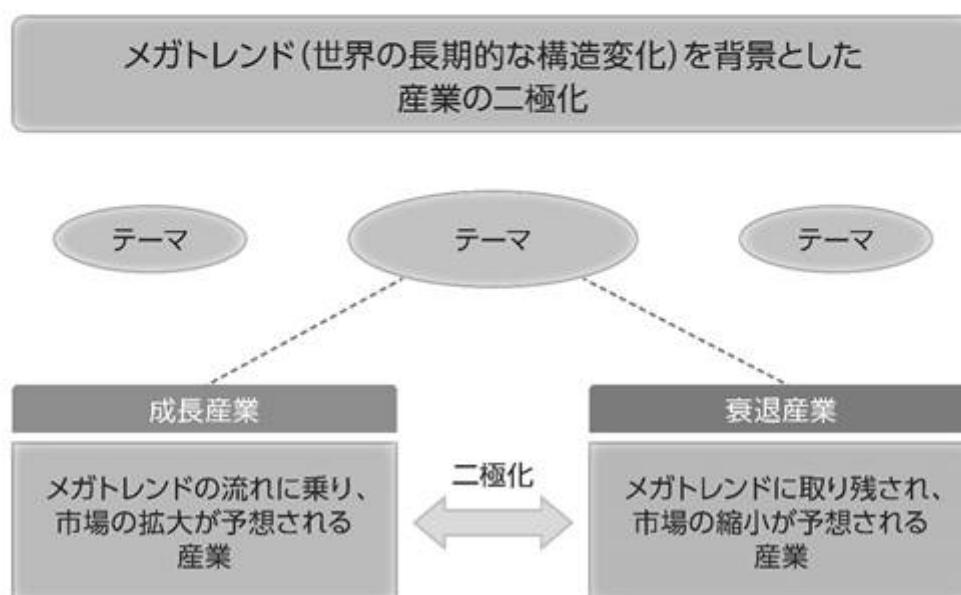 メガトレンド(世界の長期的な構造変化)を背景とした
産業の二極化
テーマ
テーマ
テーマ
成長産業
メガトレンドの流れに乗り、
市場の拡大が予想される
産業
二極化
衰退産業
メガトレンドに取り残され、
市場の縮小が予想される
産業